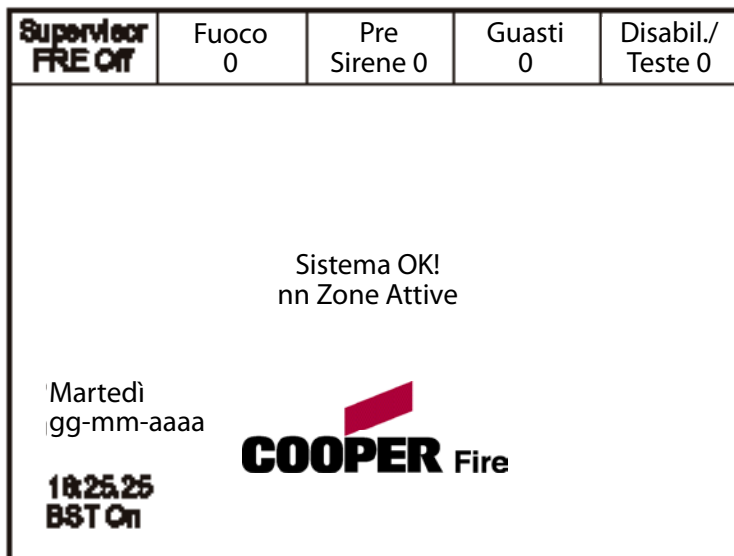 Supervisor
FRE Off
Fuoco
0
Pre
Sirene 0
Guasti
0
Disabil./
Teste 0
Sistema OK!
nn Zone Attive
Martedì
gg-mm-aaaa
COOPER Fire
16:25.25
BST On